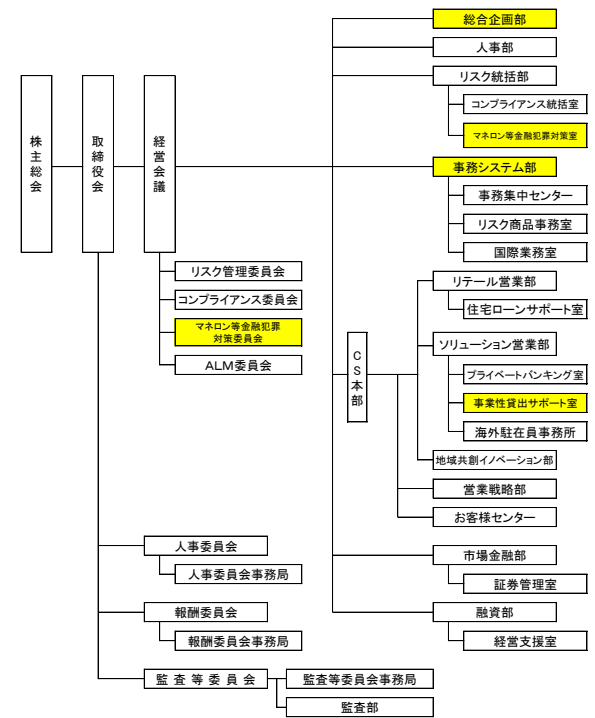 株主総会
取締役会
経営会議
リスク管理委員会
コンプライアンス委員会
マネロン等金融犯罪
対策委員会
ALM委員会
人事委員会
人事委員会事務局
報酬委員会
報酬委員会事務局
監査等委員会
監査等委員会事務局
監査部
総合企画部
人事部
リスク統括部
コンプライアンス統括室
マネロン等金融犯罪対策室
事務システム部
事務集中センター
リスク商品事務室
国際業務室
CS本部
リテール営業部
住宅ローンサポート室
ソリューション営業部
プライベートバンキング室
事業性貸出サポート室
海外駐在員事務所
地域共創イノベーション部
営業戦略部
お客様センター
市場金融部
証券管理室
融資部
経営支援室